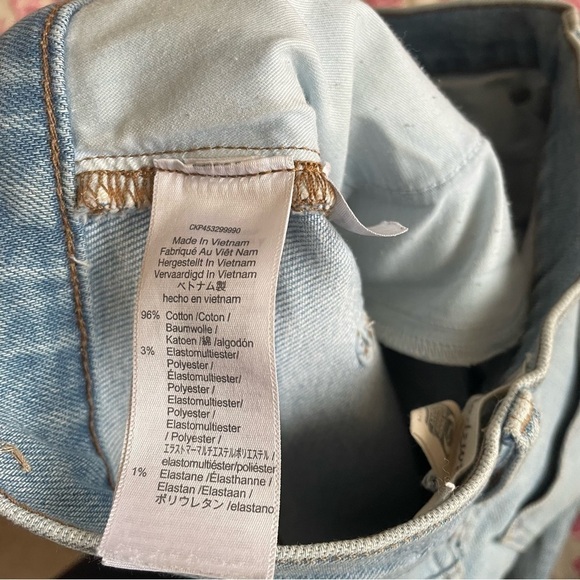 CKP453299990
Made In Vietnam
Fabriqué Au Viêt Nam
Hergestellt In Vietnam
Vervaardigd In Vietnam
ベトナム製
hecho en vietnam
96% Cotton /Coton /
Baumwolle /
Katoen /綿 /algodón
3% Elastomultiester/
Polyester /
Élastomultiester/
Polyester /
Elastomultiester/
Polyester /
Elastomultiester
/ Polyester /
エラストマーマルチエステルポリエステル /
elastomultiéster/poliéster
1% Elastane /Élasthanne /
Elastan /Elastaan /
ポリウレタン /elastano